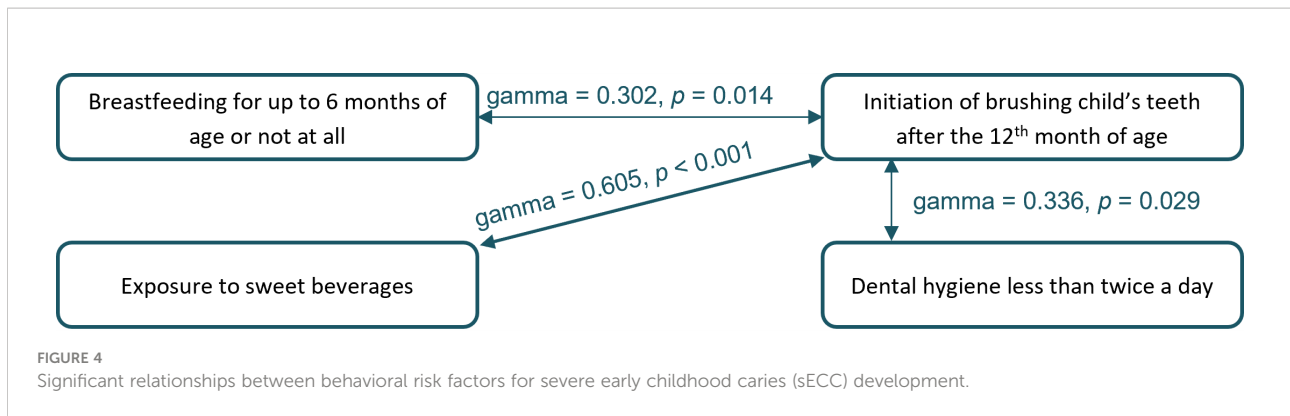 Breastfeeding for up to 6 months of
age or not at all
gamma = 0.302, p = 0.014
Initiation of brushing child's teeth
after the 12th month of age
gamma = 0.605, p < 0.001
gamma = 0.336, p = 0.029
Exposure to sweet beverages
Dental hygiene less than twice a day
FIGURE 4
Significant relationships between behavioral risk factors for severe early childhood caries (sECC) development.